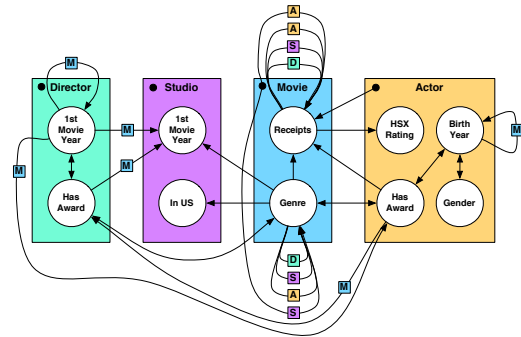 A
A
S
D
M
Director
Studio
Movie
Actor
1st
Movie
Year
M
1st
Movie
Year
Receipts
HSX
Rating
Birth
Year
M
M
M
Has
Award
In US
Genre
Has
Award
Gender
D
S
A
S
M